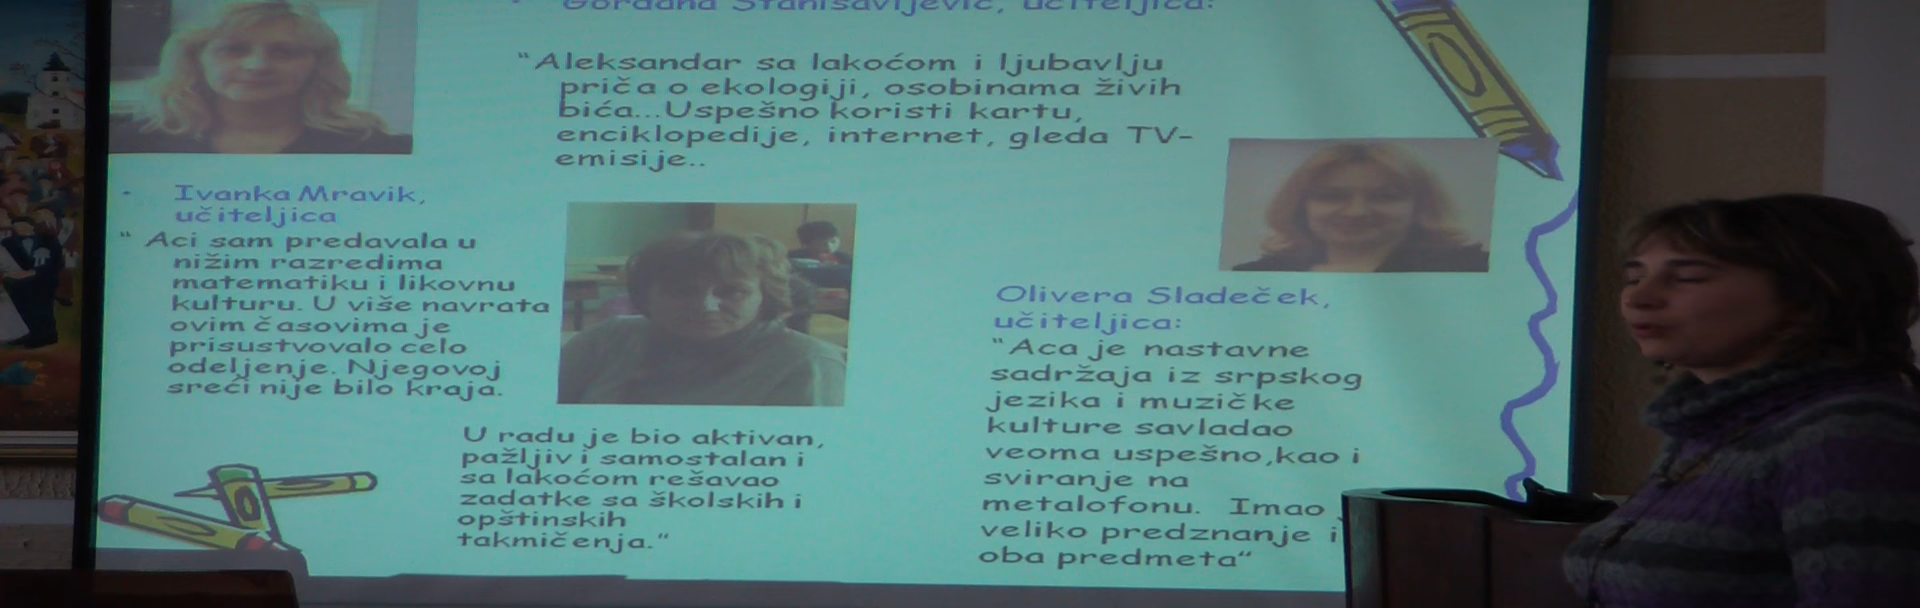 Gordana Stanisavljević, učiteljica:
"Aleksandar sa lakoćom i ljubavlju
priča o ekologiji, osobinama živih
bića...Uspešno koristi kartu,
enciklopedije, internet, gleda TV-
emisije..
Ivanka Mravik,
učiteljica
"Aci sam predavala u
nižim razredima
matematiku i likovnu
kulturu. U više navrata
ovim časovima je
prisustvovalo celo
odeljenje. Njegovoj
sreći nije bilo kraja.
U radu je bio aktivan,
pažljiv i samostalan i
sa lakoćom rešavao
zadatke sa školskih i
opštinskih
takmičenja."
Olivera Sladeček,
učiteljica:
"Aca je nastavne
sadržaja iz srpskog
jezika i muzičke
kulture savladao
veoma uspešno,kao i
sviranje na
metalofonu. Imao
veliko predznanje i
oba predmeta"